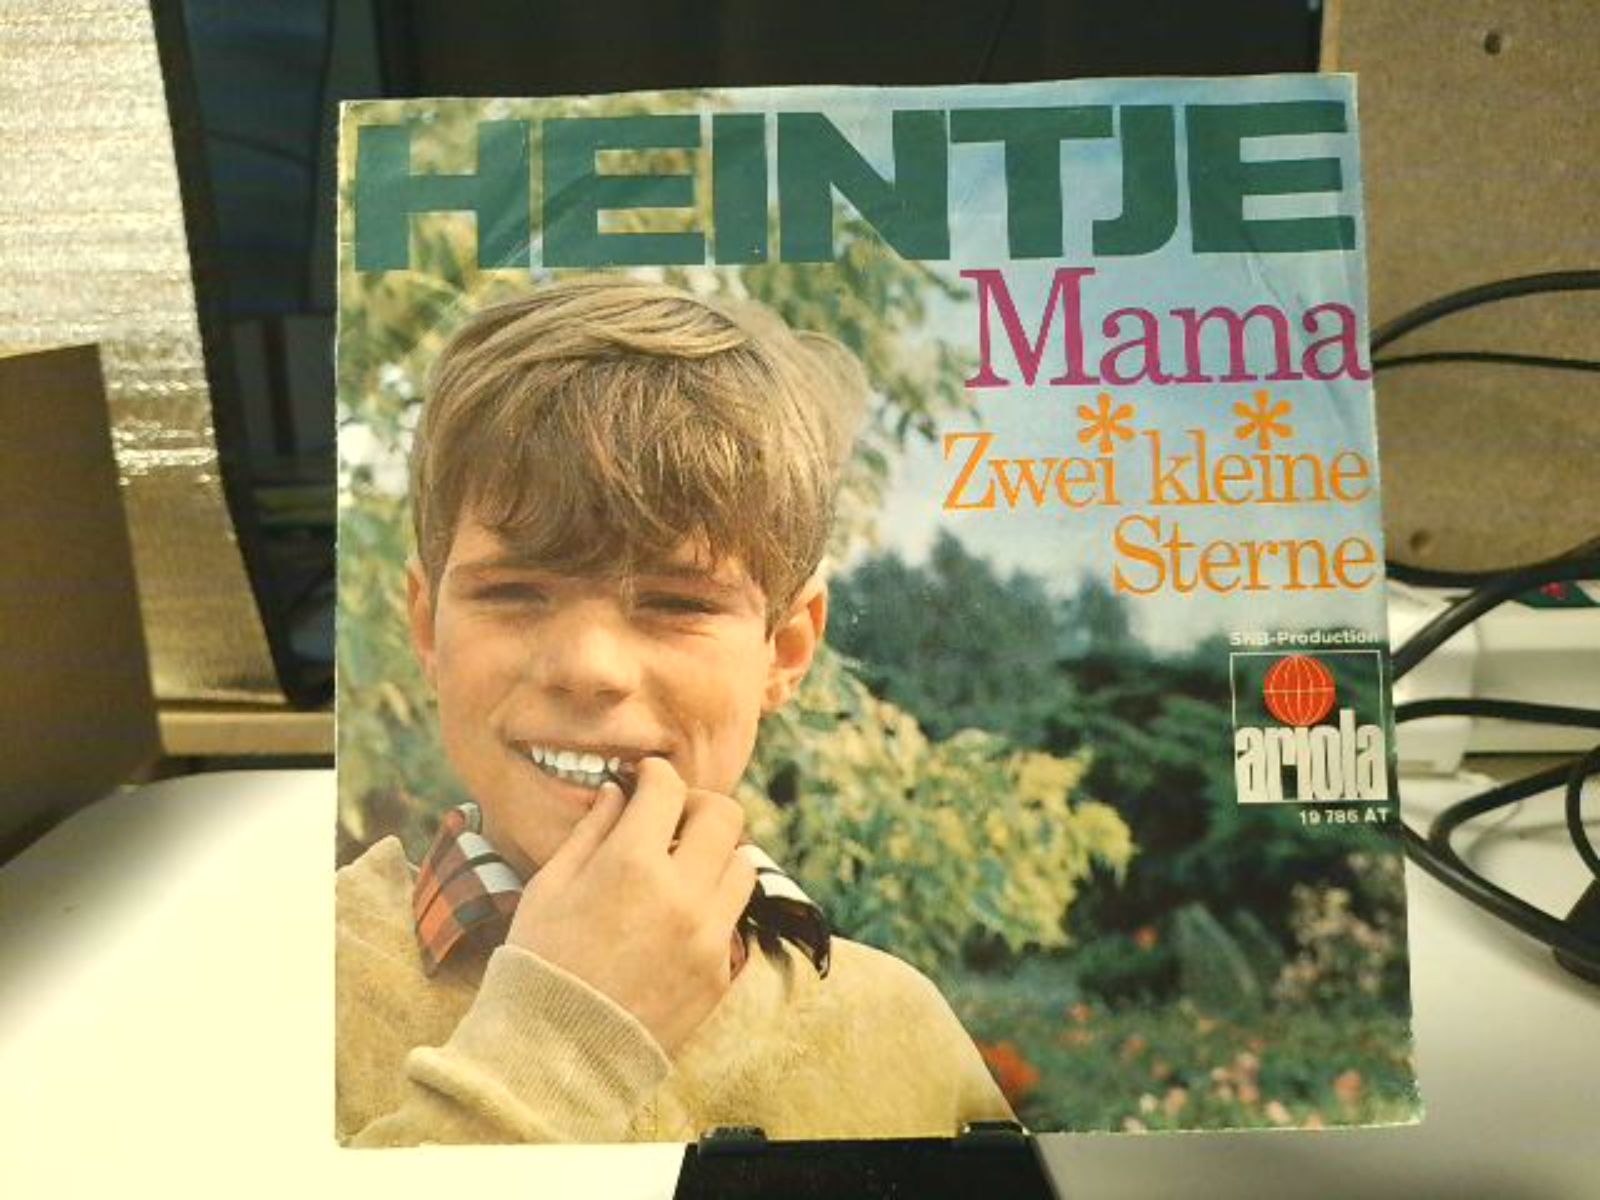 HEINTJE
Mama
Zwei kleine
Sterne
SNB-Production
ariola
19 786 AT